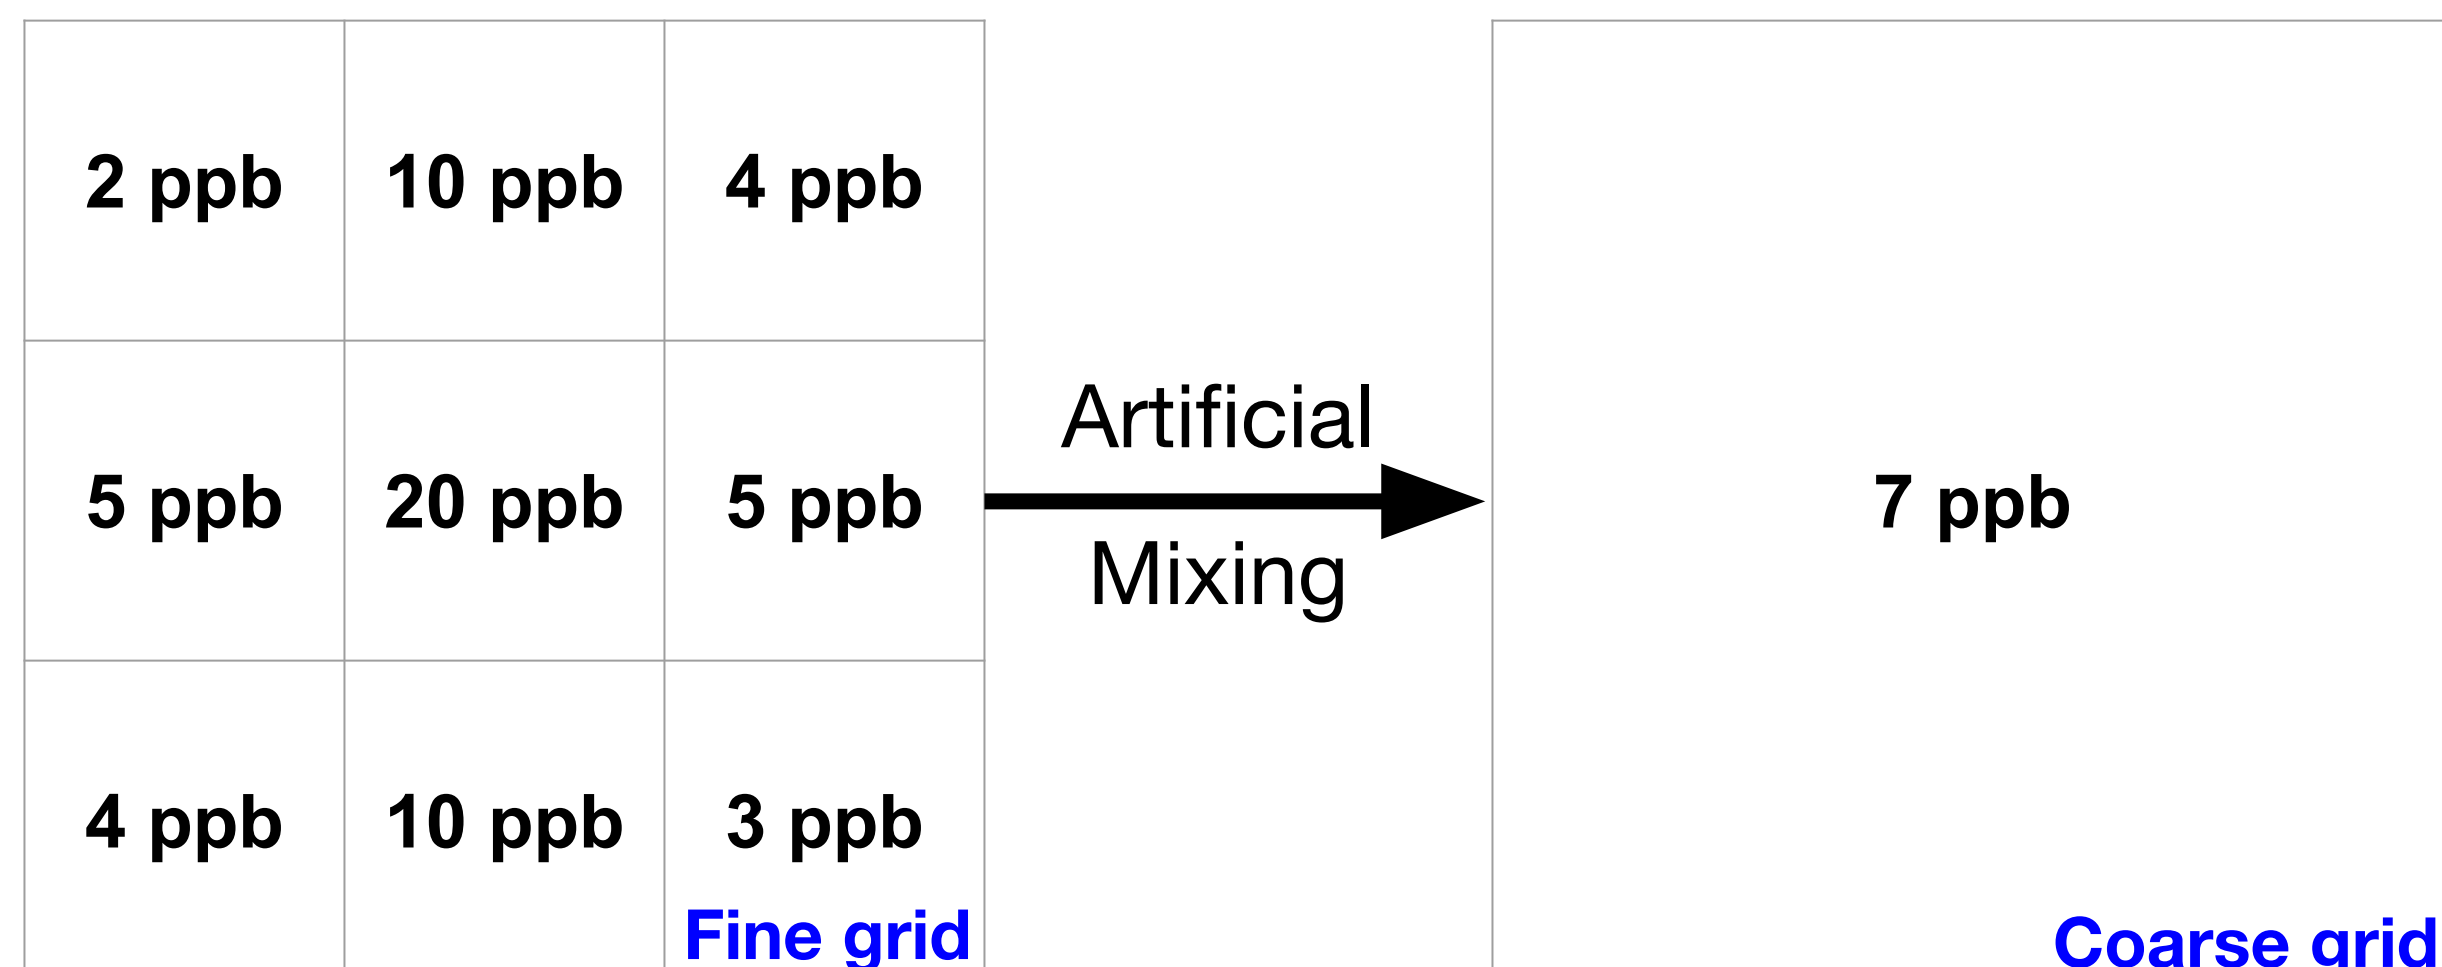 2 ppb 10 ppb 4 ppb
5 ppb 20 ppb 5 ppb
Artificial
Mixing
7 ppb
4 ppb 10 ppb 3 ppb
Fine grid
Coarse grid